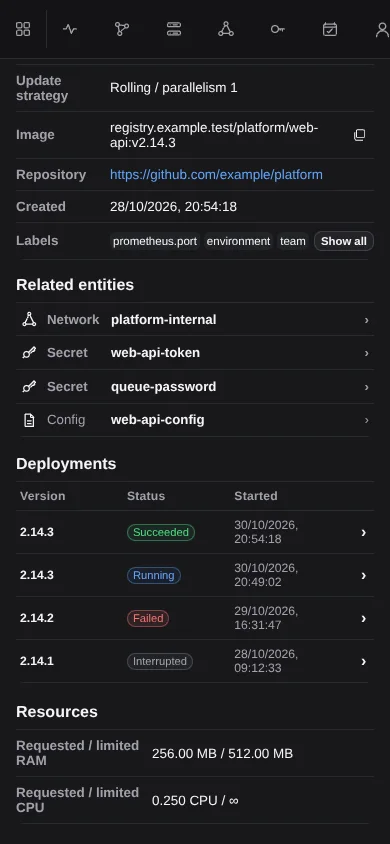 Update
strategy
Rolling / parallelism 1
Image
registry.example.test/platform/web-
api:v2.14.3
Repository
https://github.com/example/platform
Created
28/10/2026, 20:54:18
Labels
prometheus.port environment team Show all
Related entities
Network platform-internal
Secret web-api-token
Secret queue-password
Config web-api-config
Deployments
Version Status Started
2.14.3 Succeeded 30/10/2026,
20:54:18
2.14.3 Running 30/10/2026,
20:49:02
2.14.2 Failed 29/10/2026,
16:31:47
2.14.1 Interrupted 28/10/2026,
09:12:33
Resources
Requested / limited
RAM
256.00 MB / 512.00 MB
Requested / limited
CPU
0.250 CPU / ∞